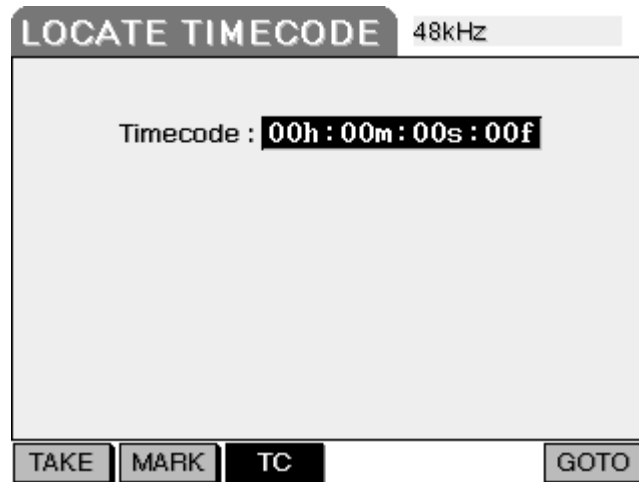 LOCATE TIMECODE 48kHz
Timecode : 00h : 00m : 00s : 00f
TAKE MARK TC GOTO